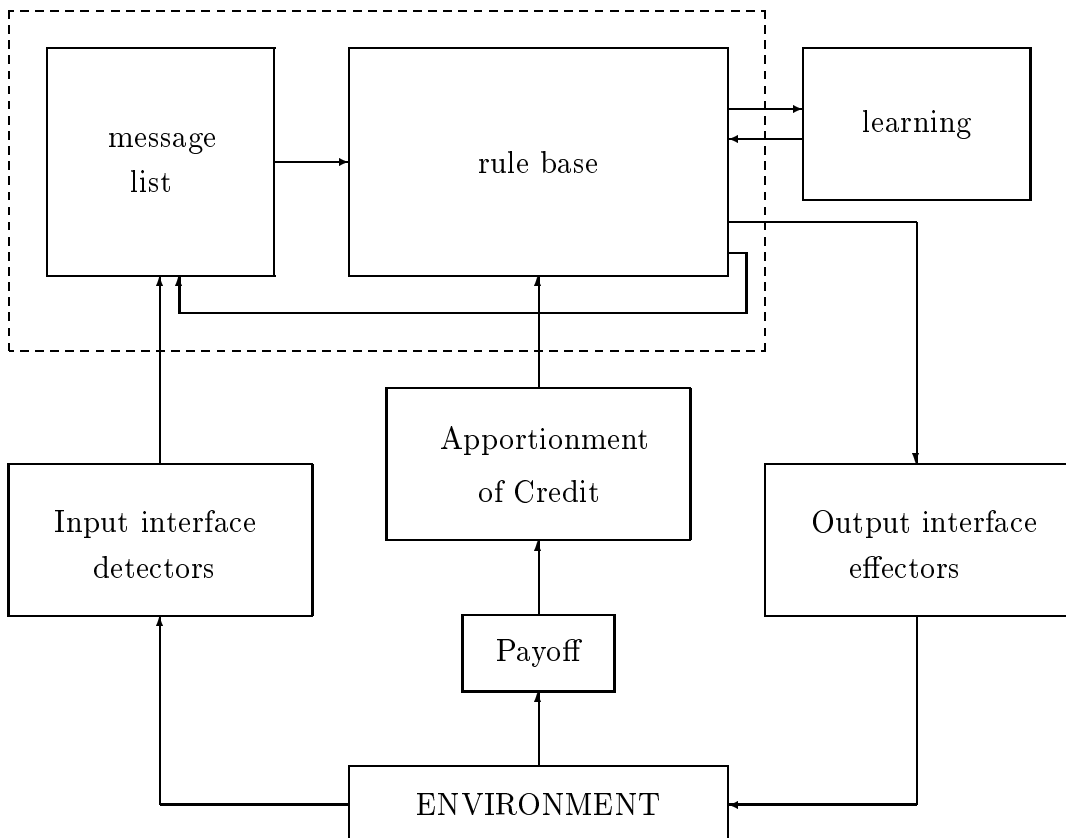 message
list
rule base
learning
Apportionment
of Credit
Input interface
detectors
Output interface
effectors
Payoff
ENVIRONMENT